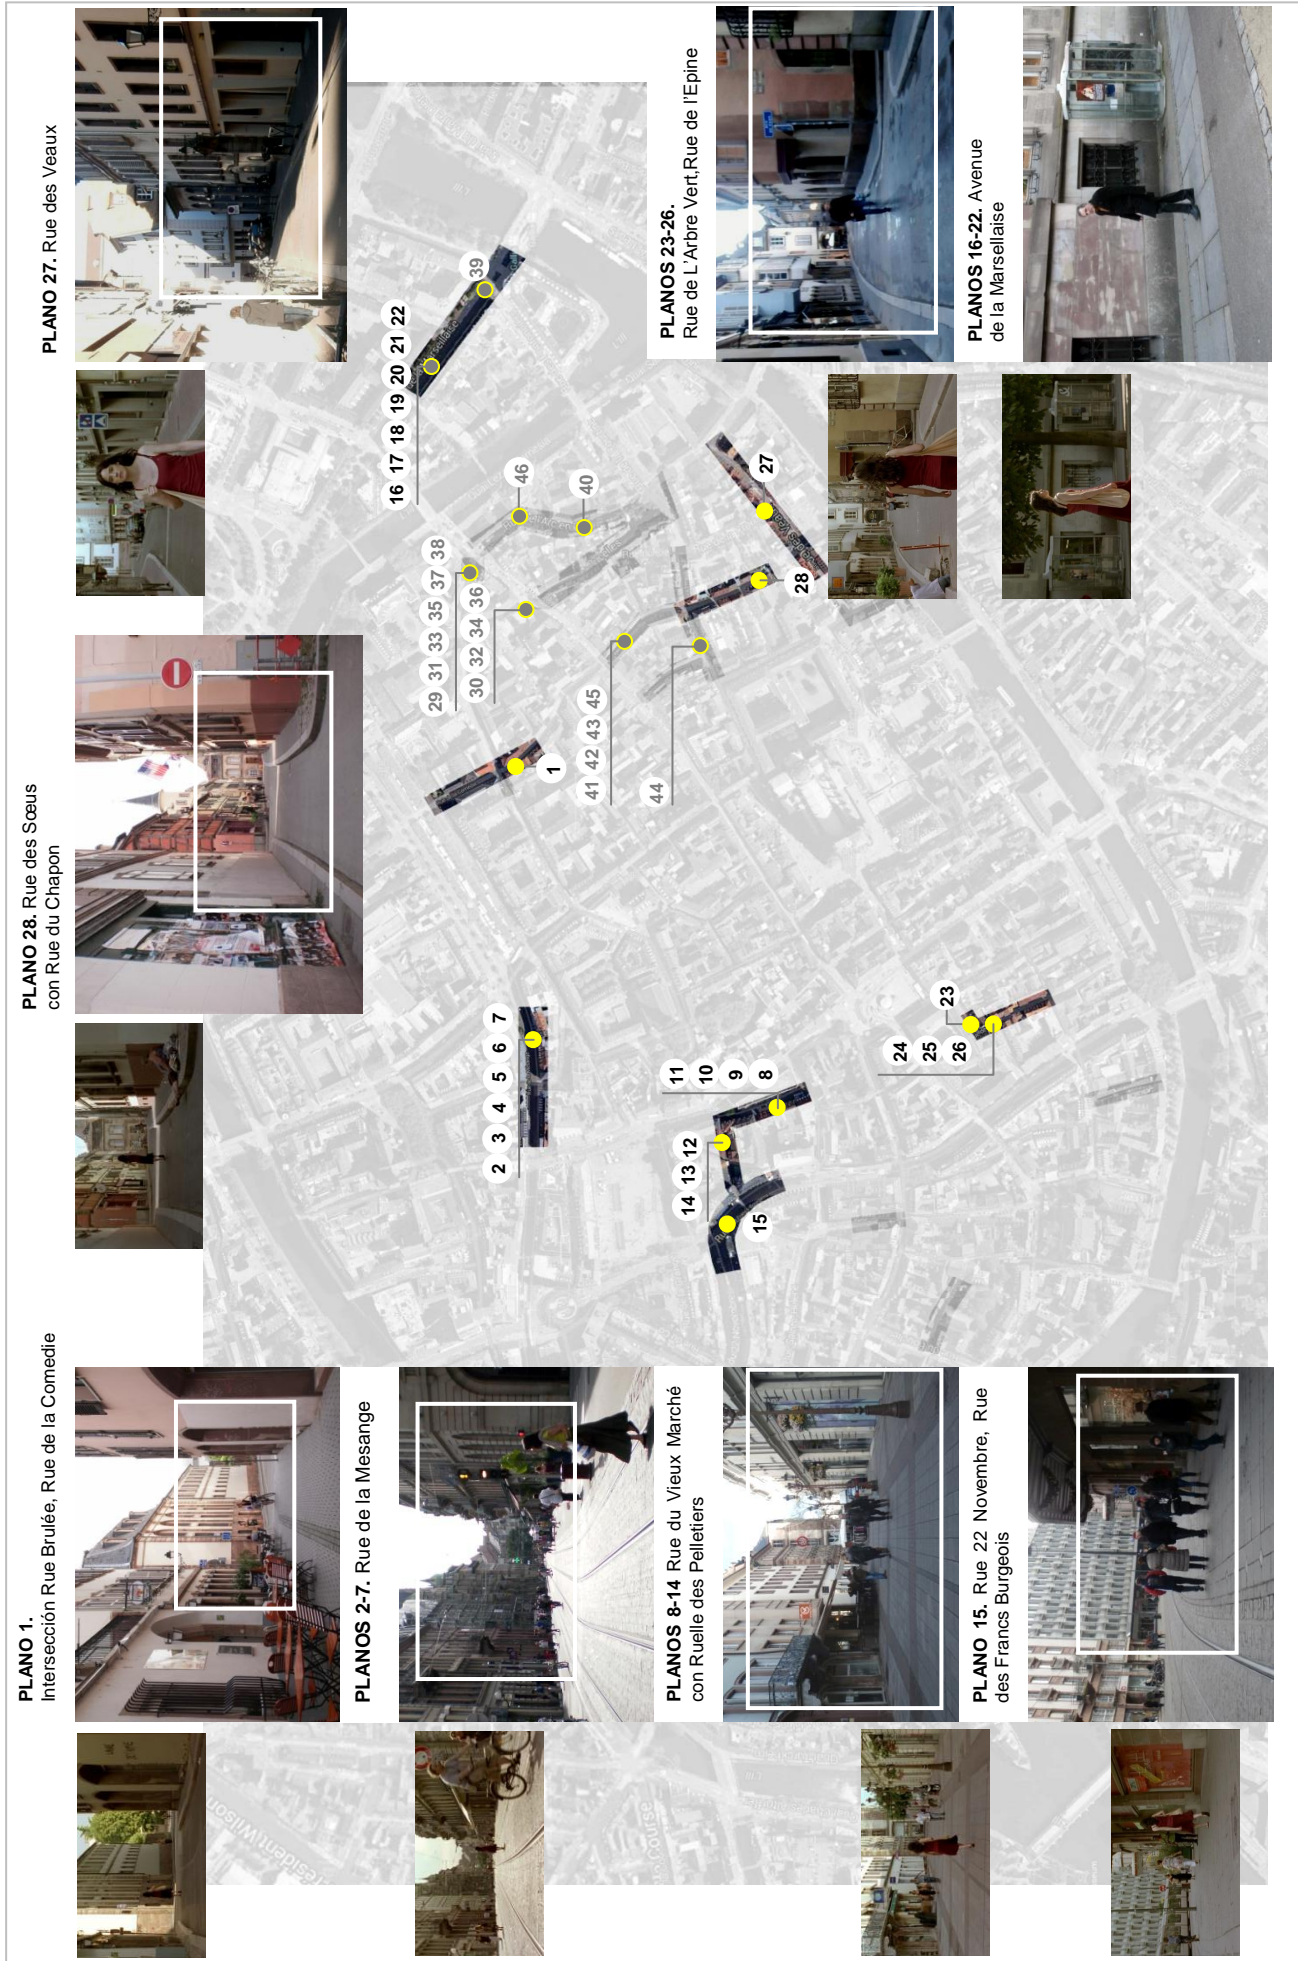 PLANO 1.
Intersección Rue Brulée, Rue de la Comedie
PLANO 28. Rue des Sœus
con Rue du Chapon
PLANO 27. Rue des Veaux
PLANOS 2-7. Rue de la Mesange
PLANOS 8-14 Rue du Vieux Marché
con Ruelle des Pelletiers
PLANO 15. Rue 22 Novembre, Rue
des Francs Burgeois
PLANOS 23-26.
Rue de L'Arbre Vert,Rue de l'Epine
PLANOS 16-22. Avenue
de la Marsellaise
16 17 18 19 20 21 22
39
29 31 33 35 37 38
30 32 34 36
46
40
2 3 4 5 6 7
1
41 42 43 45
44
28
27
14 13 12
11
10
9
8
15
24
25
26
23